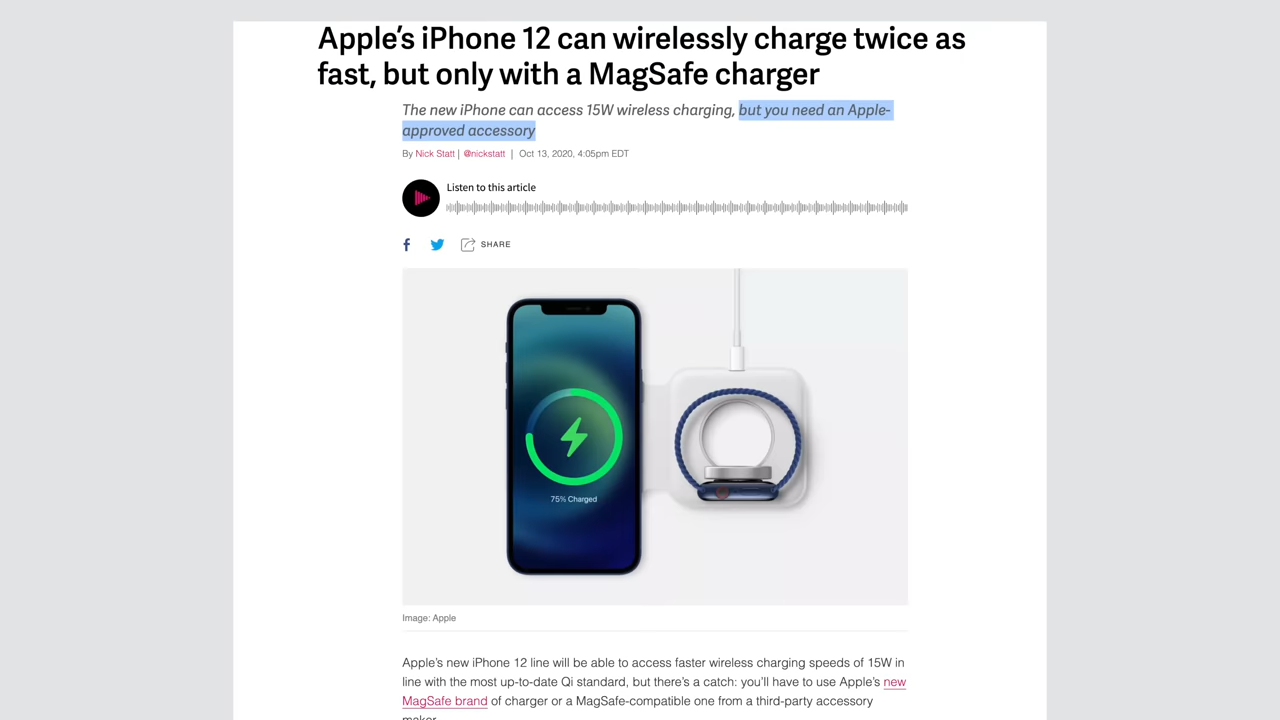 Apple's iPhone 12 can wirelessly charge twice as
fast, but only with a MagSafe charger
The new iPhone can access 15W wireless charging, but you need an Apple-
approved accessory
By Nick Statt | @nickstatt | Oct 13, 2020, 4:05pm EDT
Listen to this article
SHARE
75% Charged
Image: Apple
Apple's new iPhone 12 line will be able to access faster wireless charging speeds of 15W in
line with the most up-to-date Qi standard, but there's a catch: you'll have to use Apple's new
MagSafe brand of charger or a MagSafe-compatible one from a third-party accessory
maker.